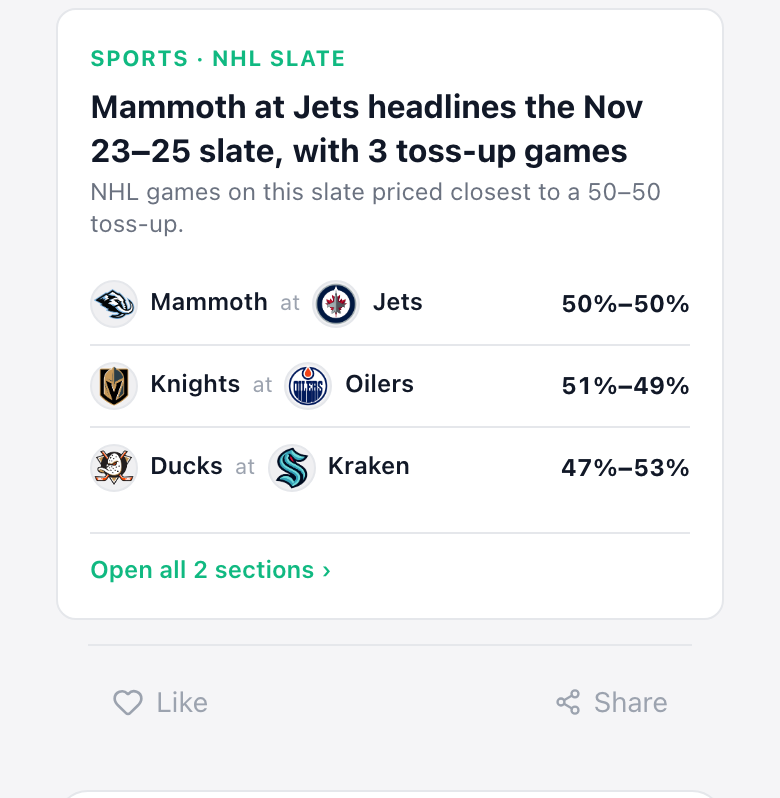 SPORTS · NHL SLATE
Mammoth at Jets headlines the Nov
23–25 slate, with 3 toss-up games
NHL games on this slate priced closest to a 50–50
toss-up.
Mammoth at Jets 50%–50%
Knights at OILERS Oilers 51%–49%
Ducks at Kraken 47%–53%
Open all 2 sections ›
Like Share